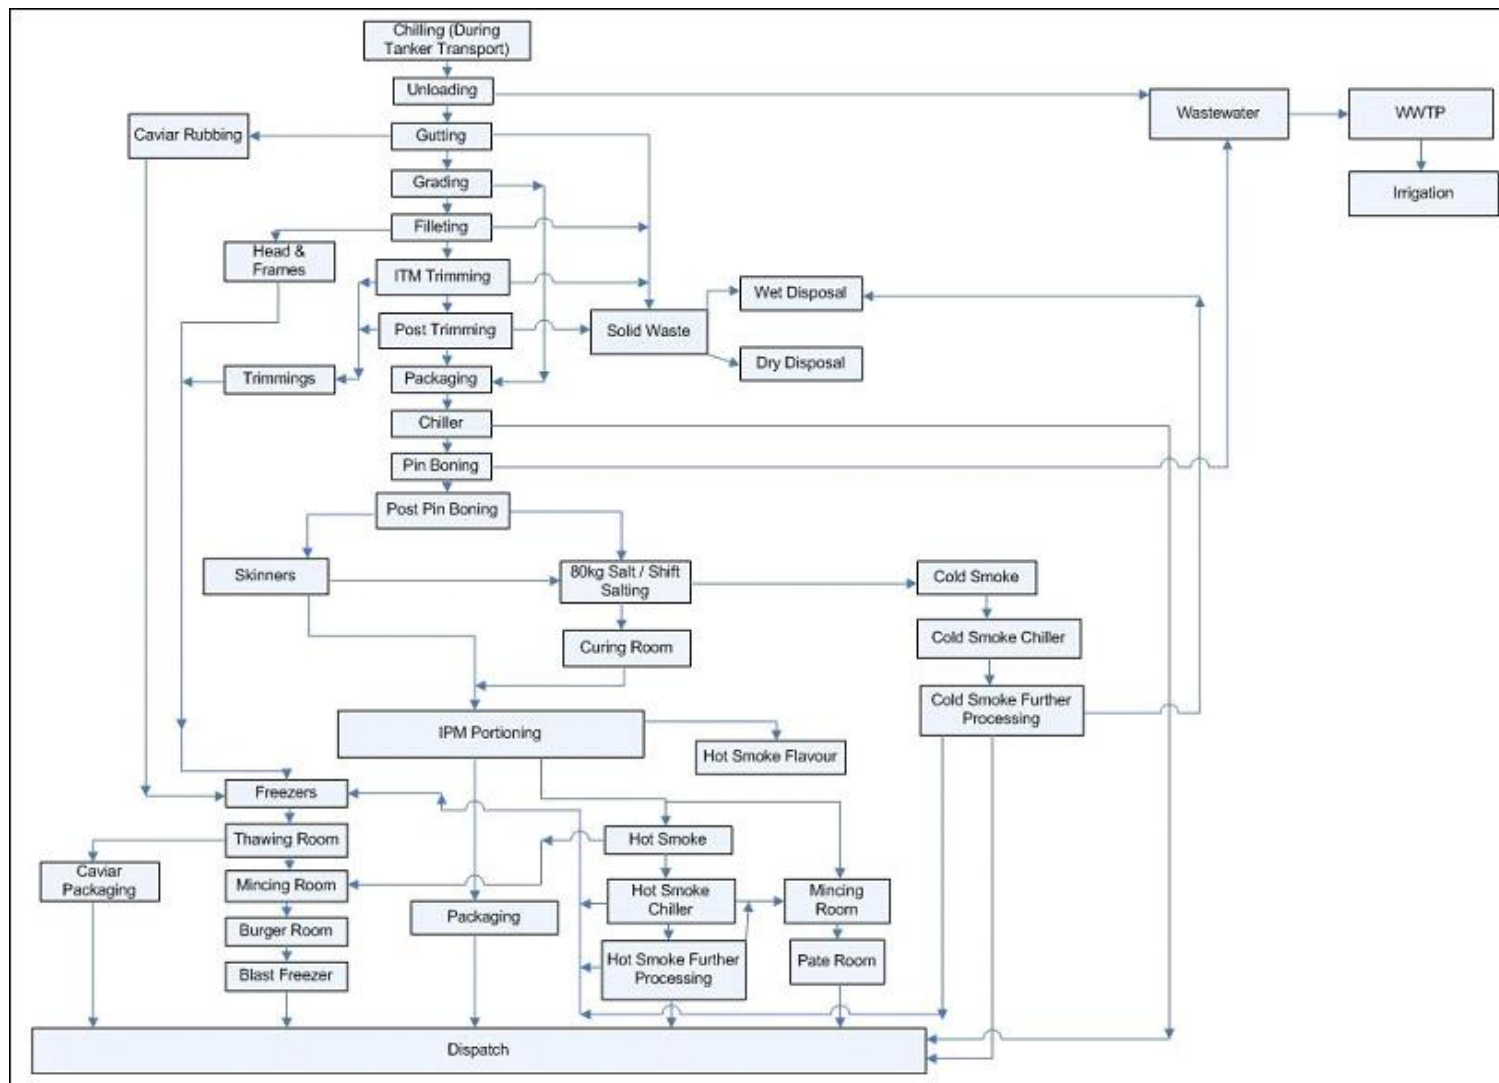 Chilling (During
Tanker Transport)
Unloading
Wastewater
WWTP
Caviar Rubbing
Gutting
Grading
Irrigation
Filleting
Head &
Frames
ITM Trimming
Wet Disposal
Post Trimming
Solid Waste
Dry Disposal
Trimmings
Packaging
Chiller
Pin Boning
Post Pin Boning
Skinners
80kg Salt / Shift
Salting
Cold Smoke
Curing Room
Cold Smoke Chiller
Cold Smoke Further
Processing
IPM Portioning
Hot Smoke Flavour
Freezers
Thawing Room
Hot Smoke
Caviar
Packaging
Mincing Room
Hot Smoke
Chiller
Mincing
Room
Packaging
Burger Room
Hot Smoke Further
Processing
Pate Room
Blast Freezer
Dispatch